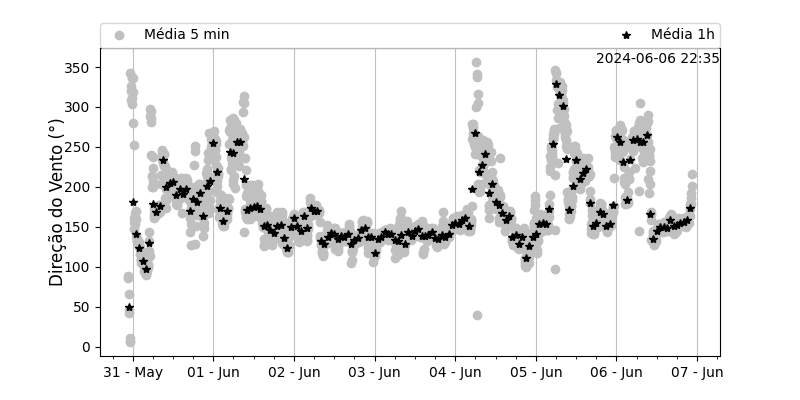 Média 5 min
Média 1h
2024-06-06 22:35
Direção do Vento (°)
350
300
250
200
150
100
50
0
31 - May
01 - Jun
02 - Jun
03 - Jun
04 - Jun
05 - Jun
06 - Jun
07 - Jun